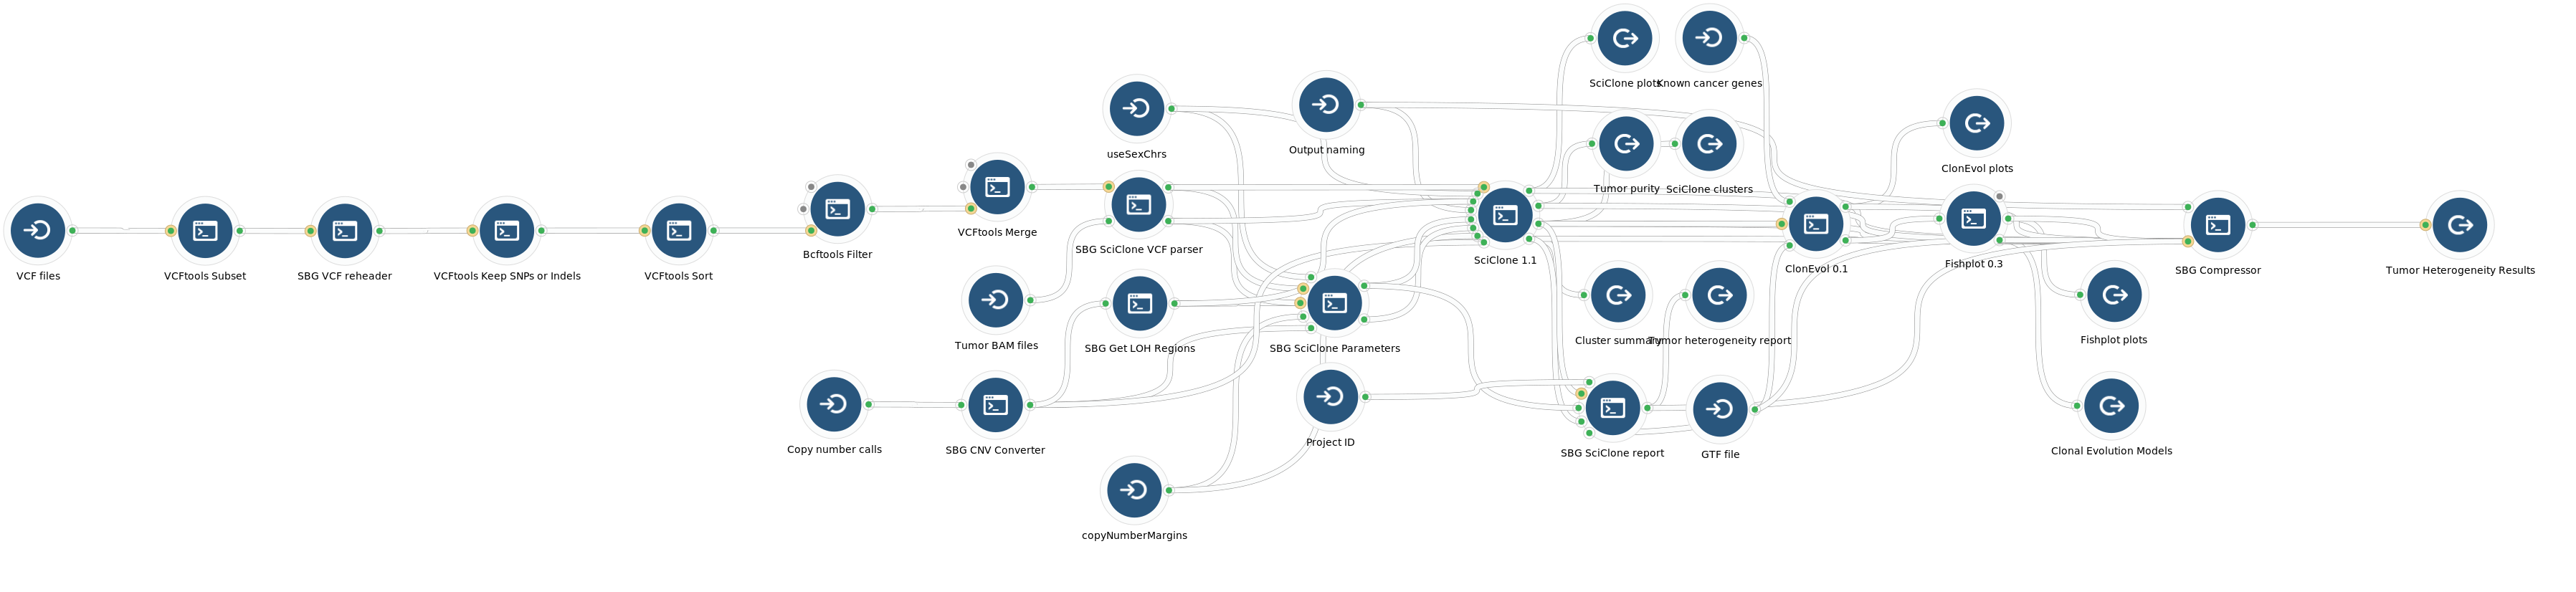 SciClone plots
Known cancer genes
useSexChrs
Output naming
Tumor purity
SciClone clusters
ClonEvol plots
VCF files
VCFtools Subset
SBG VCF reheader
VCFtools Keep SNPs or Indels
VCFtools Sort
Bcftools Filter
VCFtools Merge
SBG SciClone VCF parser
SciClone 1.1
ClonEvol 0.1
Fishplot 0.3
SBG Compressor
Tumor Heterogeneity Results
Tumor BAM files
SBG Get LOH Regions
SBG SciClone Parameters
Cluster summary
Tumor heterogeneity report
Fishplot plots
Copy number calls
SBG CNV Converter
Project ID
SBG SciClone report
GTF file
Clonal Evolution Models
copyNumberMargins